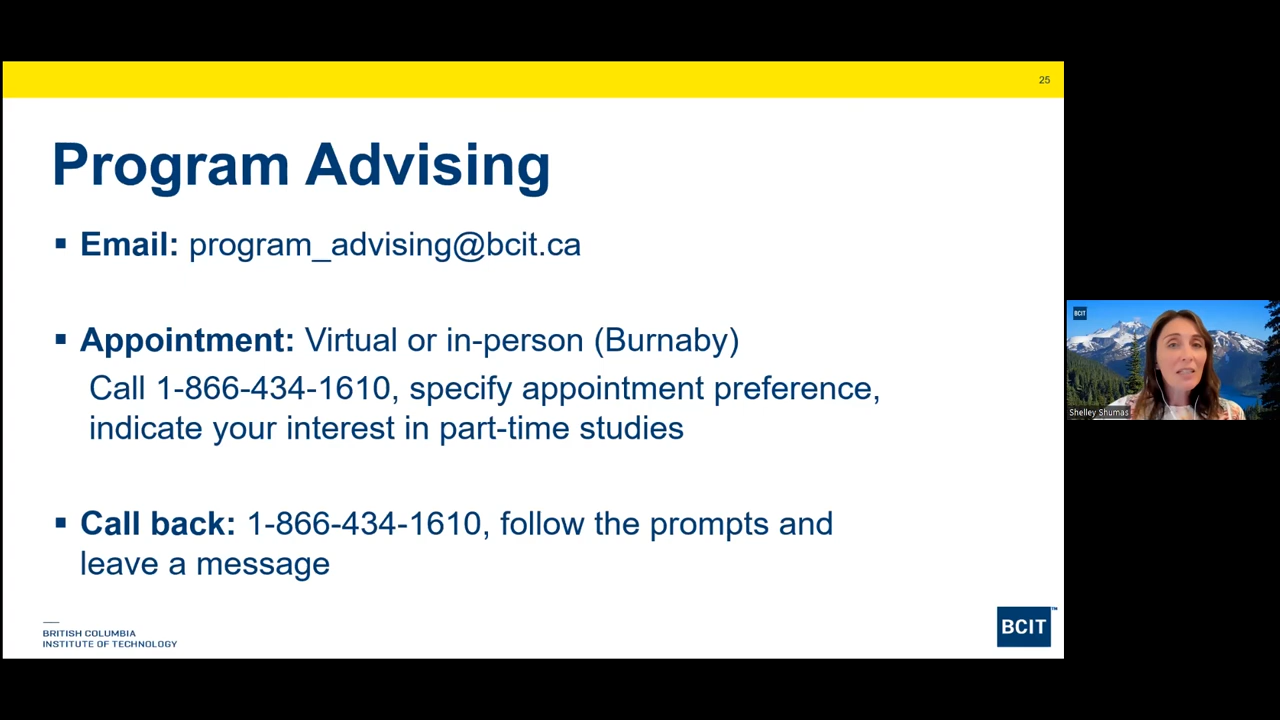 25
Program Advising
▪ Email: program_advising@bcit.ca
▪ Appointment: Virtual or in-person (Burnaby)
Call 1-866-434-1610, specify appointment preference,
indicate your interest in part-time studies
▪ Call back: 1-866-434-1610, follow the prompts and
leave a message
BRITISH COLUMBIA
INSTITUTE OF TECHNOLOGY
BCIT™
BCIT
Shelley Shumas